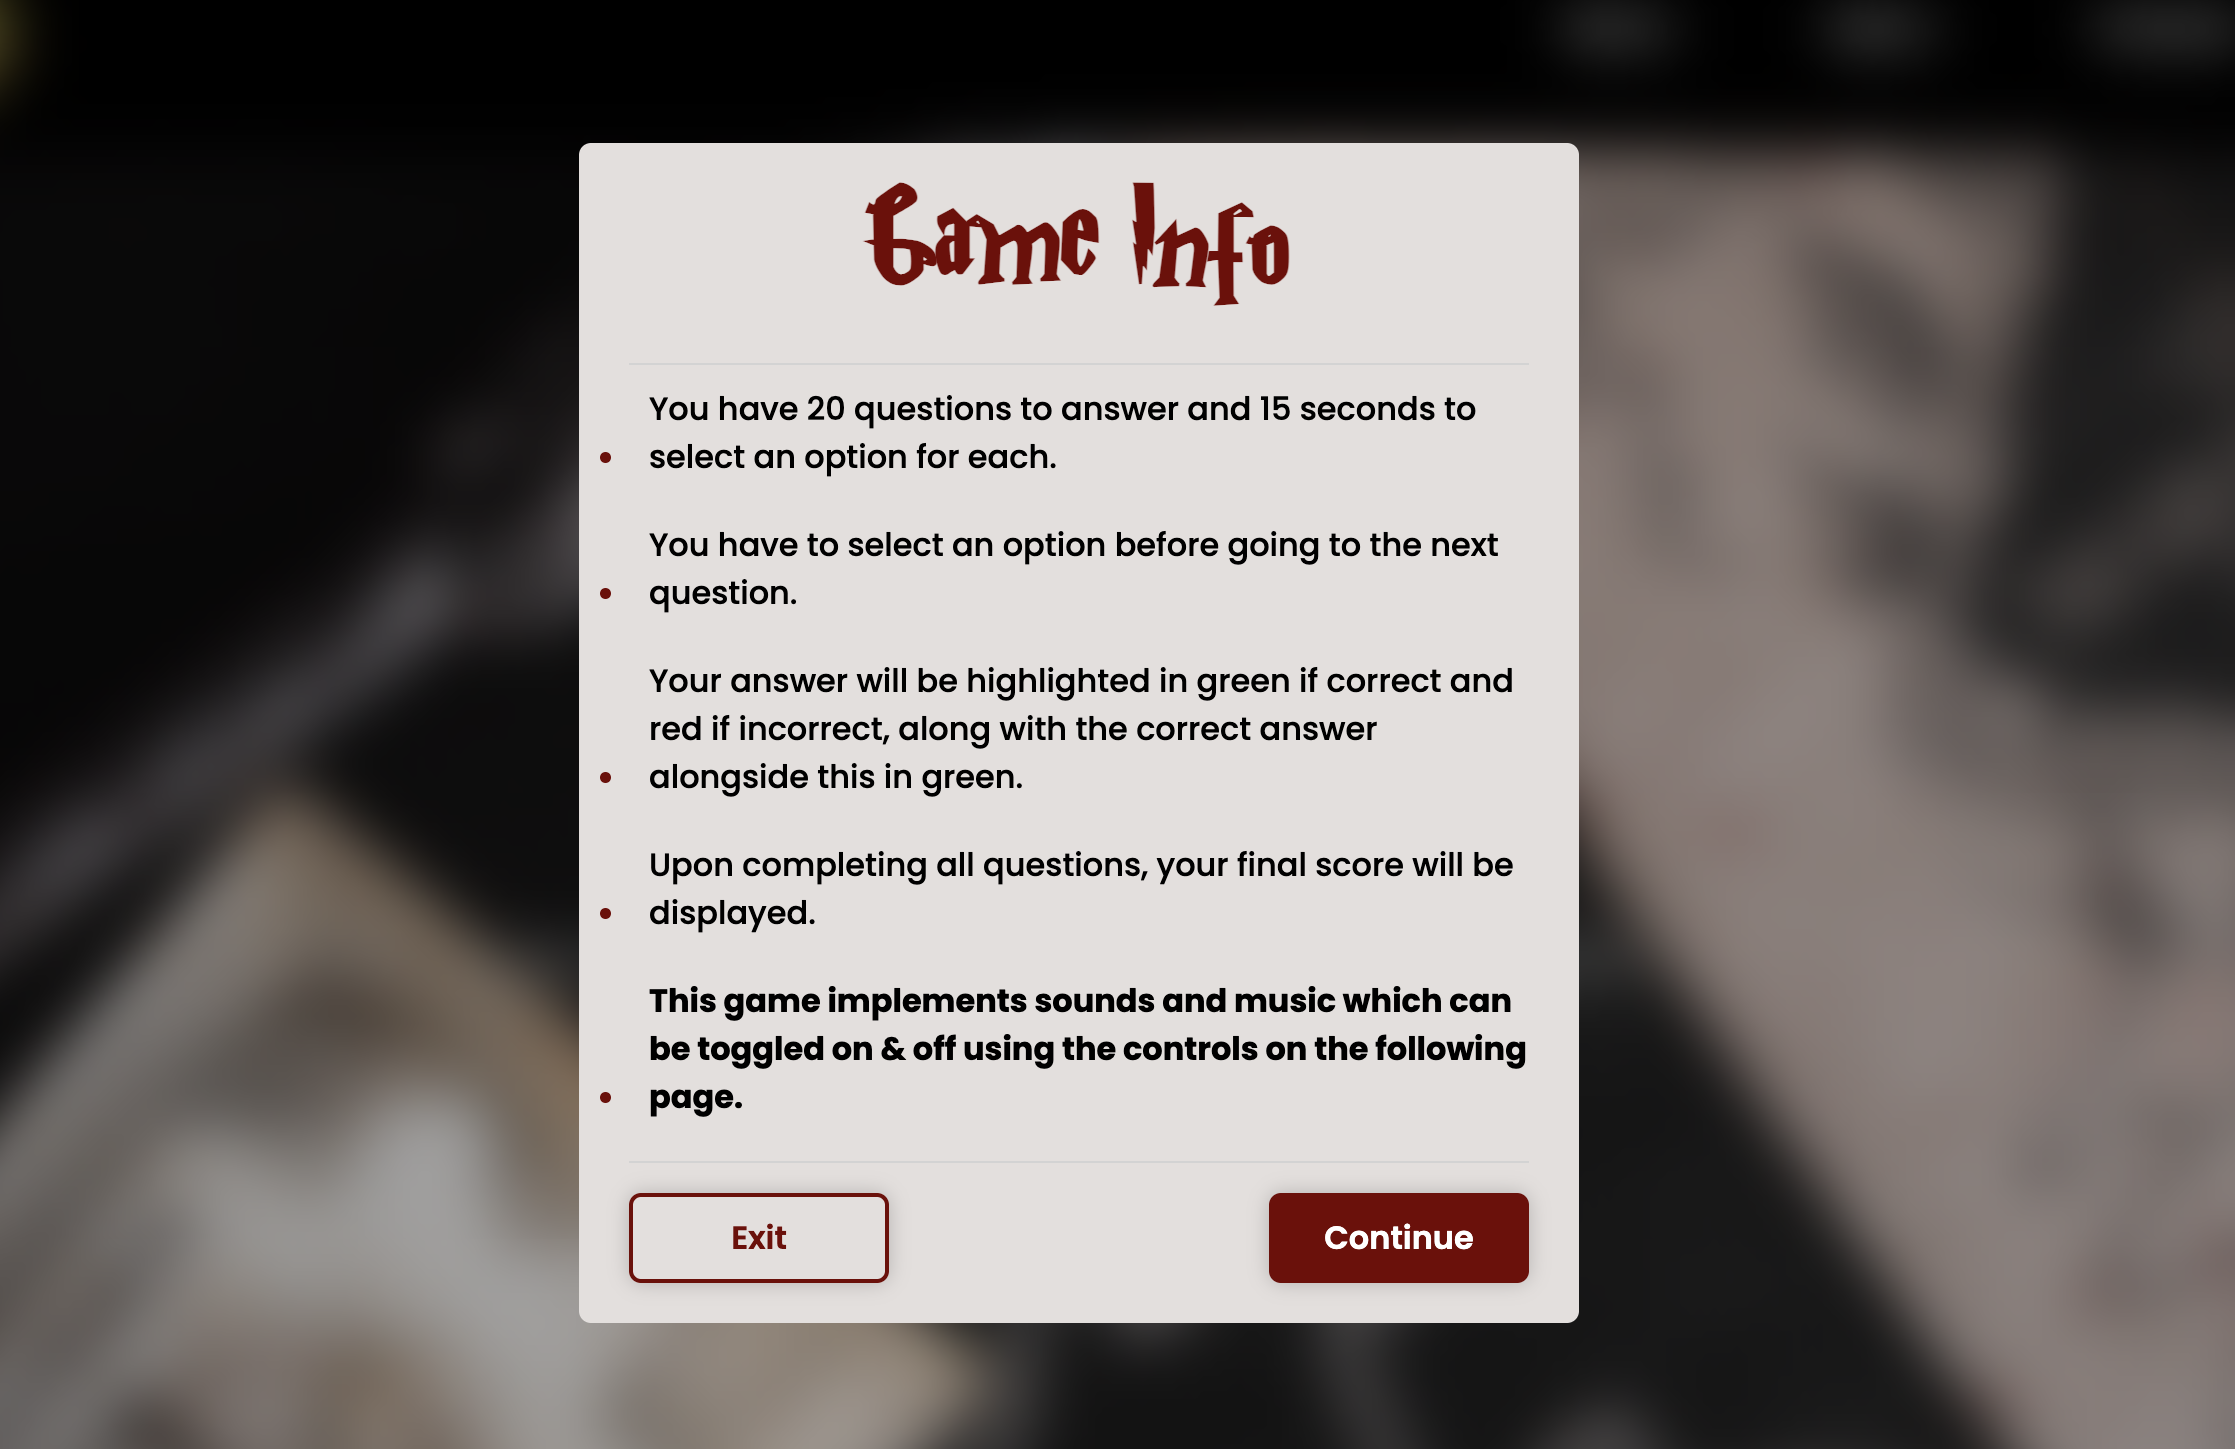 Game Info
You have 20 questions to answer and 15 seconds to
select an option for each.
You have to select an option before going to the next
question.
Your answer will be highlighted in green if correct and
red if incorrect, along with the correct answer
alongside this in green.
Upon completing all questions, your final score will be
displayed.
This game implements sounds and music which can
be toggled on & off using the controls on the following
page.
Exit
Continue